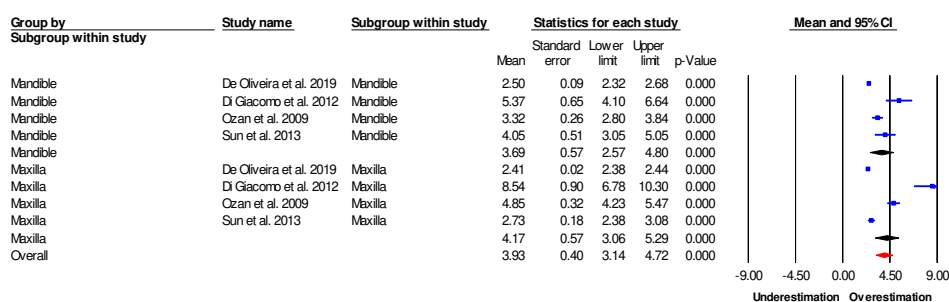 Group by Study name Subgroup within study Statistics for each study Mean and 95% CI
Subgroup within study
Standard Lower Upper
Mean error limit limit p-Value
Mandible De Oliveira et al. 2019 Mandible 2.50 0.09 2.32 2.68 0.000
Mandible Di Giacomo et al. 2012 Mandible 5.37 0.65 4.10 6.64 0.000
Mandible Ozan et al. 2009 Mandible 3.32 0.26 2.80 3.84 0.000
Mandible Sun et al. 2013 Mandible 4.05 0.51 3.05 5.05 0.000
Mandible 3.69 0.57 2.57 4.80 0.000
Maxilla De Oliveira et al. 2019 Maxilla 2.41 0.02 2.38 2.44 0.000
Maxilla Di Giacomo et al. 2012 Maxilla 8.54 0.90 6.78 10.30 0.000
Maxilla Ozan et al. 2009 Maxilla 4.85 0.32 4.23 5.47 0.000
Maxilla Sun et al. 2013 Maxilla 2.73 0.18 2.38 3.08 0.000
Maxilla 4.17 0.57 3.06 5.29 0.000
Overall 3.93 0.40 3.14 4.72 0.000
-9.00 -4.50 0.00 4.50 9.00
Underestimation Overestimation